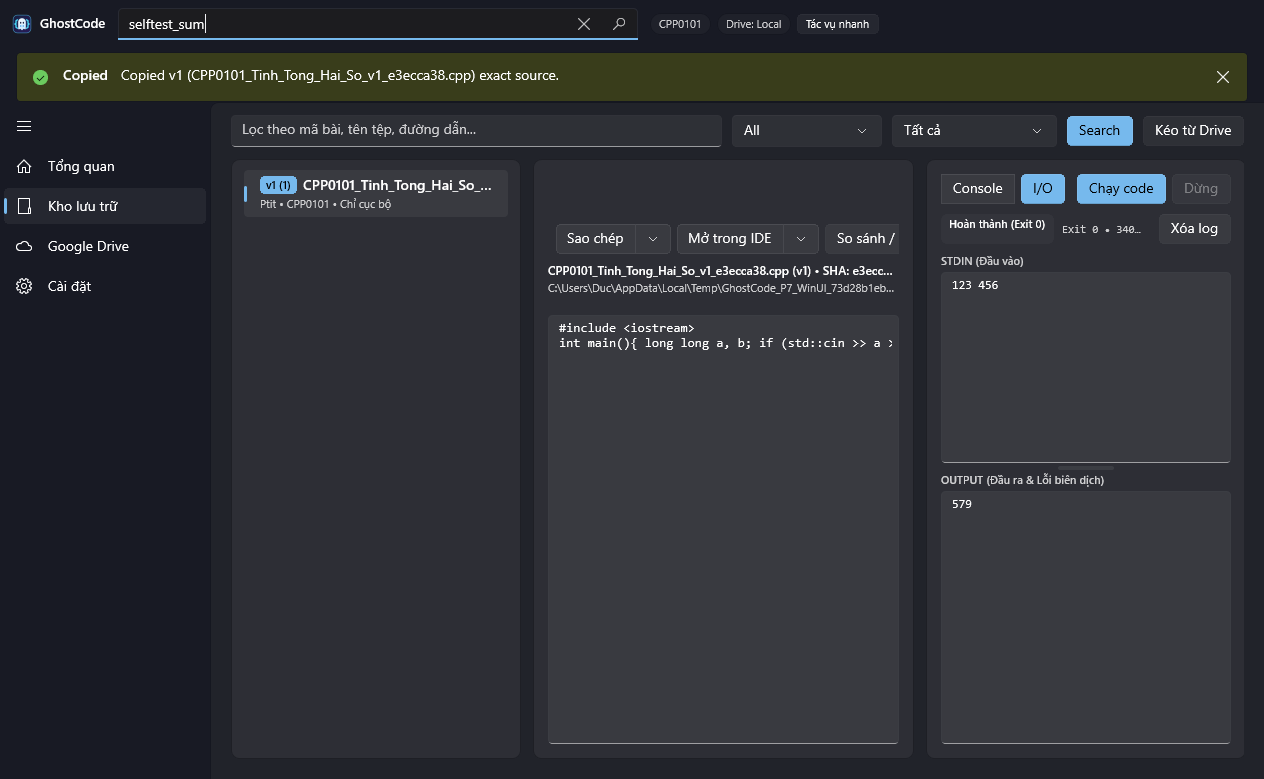 GhostCode
selftest_sum
CPP0101
Drive: Local
Tác vụ nhanh
Copied Copied v1 (CPP0101_Tinh_Tong_Hai_So_v1_e3ecca38.cpp) exact source.
Lọc theo mã bài, tên tệp, đường dẫn...
All
Tất cả
Search
Kéo từ Drive
Tổng quan
Kho lưu trữ
Google Drive
Cài đặt
v1 (1) CPP0101_Tinh_Tong_Hai_So_...
Ptit • CPP0101 • Chỉ cục bộ
Sao chép
Mở trong IDE
So sánh /
CPP0101_Tinh_Tong_Hai_So_v1_e3ecca38.cpp (v1) • SHA: e3ecc...
C:\Users\Duc\AppData\Local\Temp\GhostCode_P7_WinUI_73d28b1eb...
#include <iostream>
int main(){ long long a, b; if (std::cin >> a >
Console
I/O
Chạy code
Dừng
Hoàn thành (Exit 0)
Exit 0 • 340...
Xóa log
STDIN (Đầu vào)
123 456
OUTPUT (Đầu ra & Lỗi biên dịch)
579